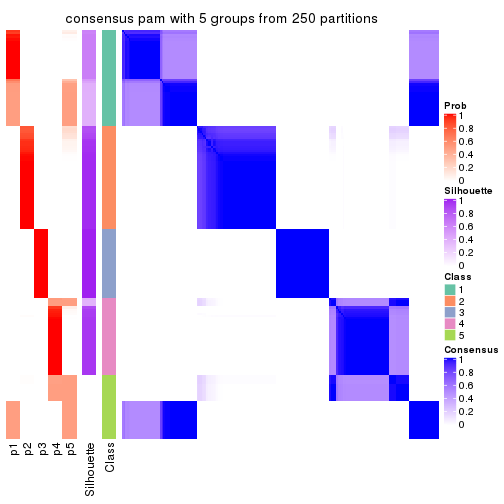 consensus pam with 5 groups from 250 partitions
Prob
1
0.8
0.6
0.4
0.2
0
Silhouette
1
0.8
0.6
0.4
0.2
0
Class
1
2
3
4
5
Consensus
1
0.8
0.6
0.4
0.2
0
p1
p2
p3
p4
p5
Silhouette
Class